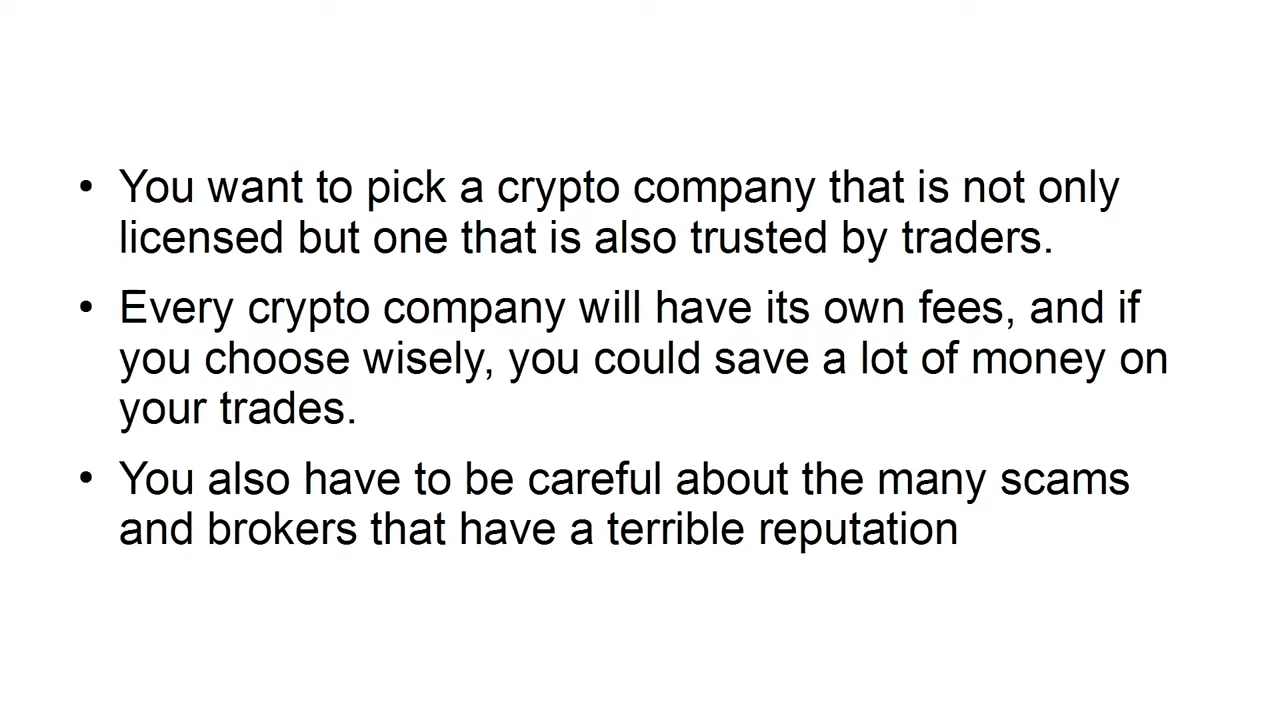 • You want to pick a crypto company that is not only
licensed but one that is also trusted by traders.
• Every crypto company will have its own fees, and if
you choose wisely, you could save a lot of money on
your trades.
• You also have to be careful about the many scams
and brokers that have a terrible reputation